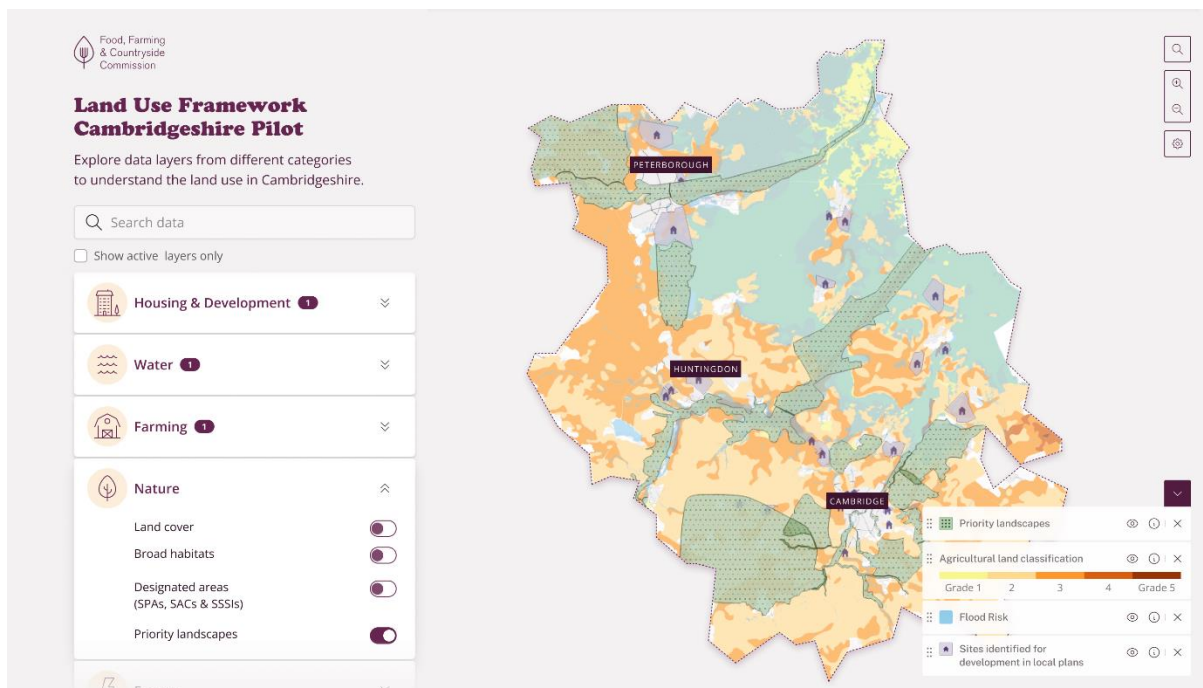 Food, Farming
& Countryside
Commission
Land Use Framework
Cambridgeshire Pilot
Explore data layers from different categories
to understand the land use in Cambridgeshire.
Search data
Show active layers only
Housing & Development 1
Water 1
Farming 1
Nature
Land cover
Broad habitats
Designated areas
(SPAs, SACs & SSSIs)
Priority landscapes
PETERBOROUGH
HUNTINGDON
CAMBRIDGE
Priority landscapes
Agricultural land classification
Grade 1 2 3 4 Grade 5
Flood Risk
Sites identified for
development in local plans